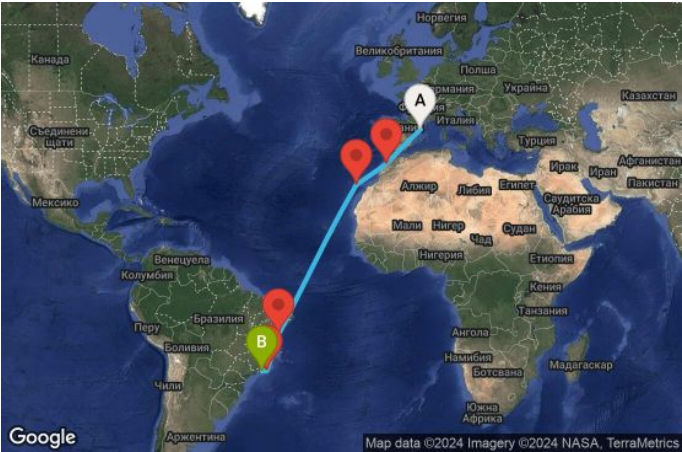 Норвегия
Канада
Великобритания
Полша
A
Украйна
Казахстан
Италия
Съединени
щати
Турция
Ирак
Иран
Афганистан
Пакистан
Алжир
Либия
Египет
Саудитска
Арабия
Мексико
Мали
Нигер
Чад
Судан
Нигерия
Етиопия
Венецуела
Колумбия
Кения
Танзания
Бразилия
Перу
Ангола
B
Боливия
Намибия
Ботсвана
Мадагаскар
Чили
Южна
Африка
Аржентина
Google
Map data ©2024 Imagery ©2024 NASA, TerraMetrics